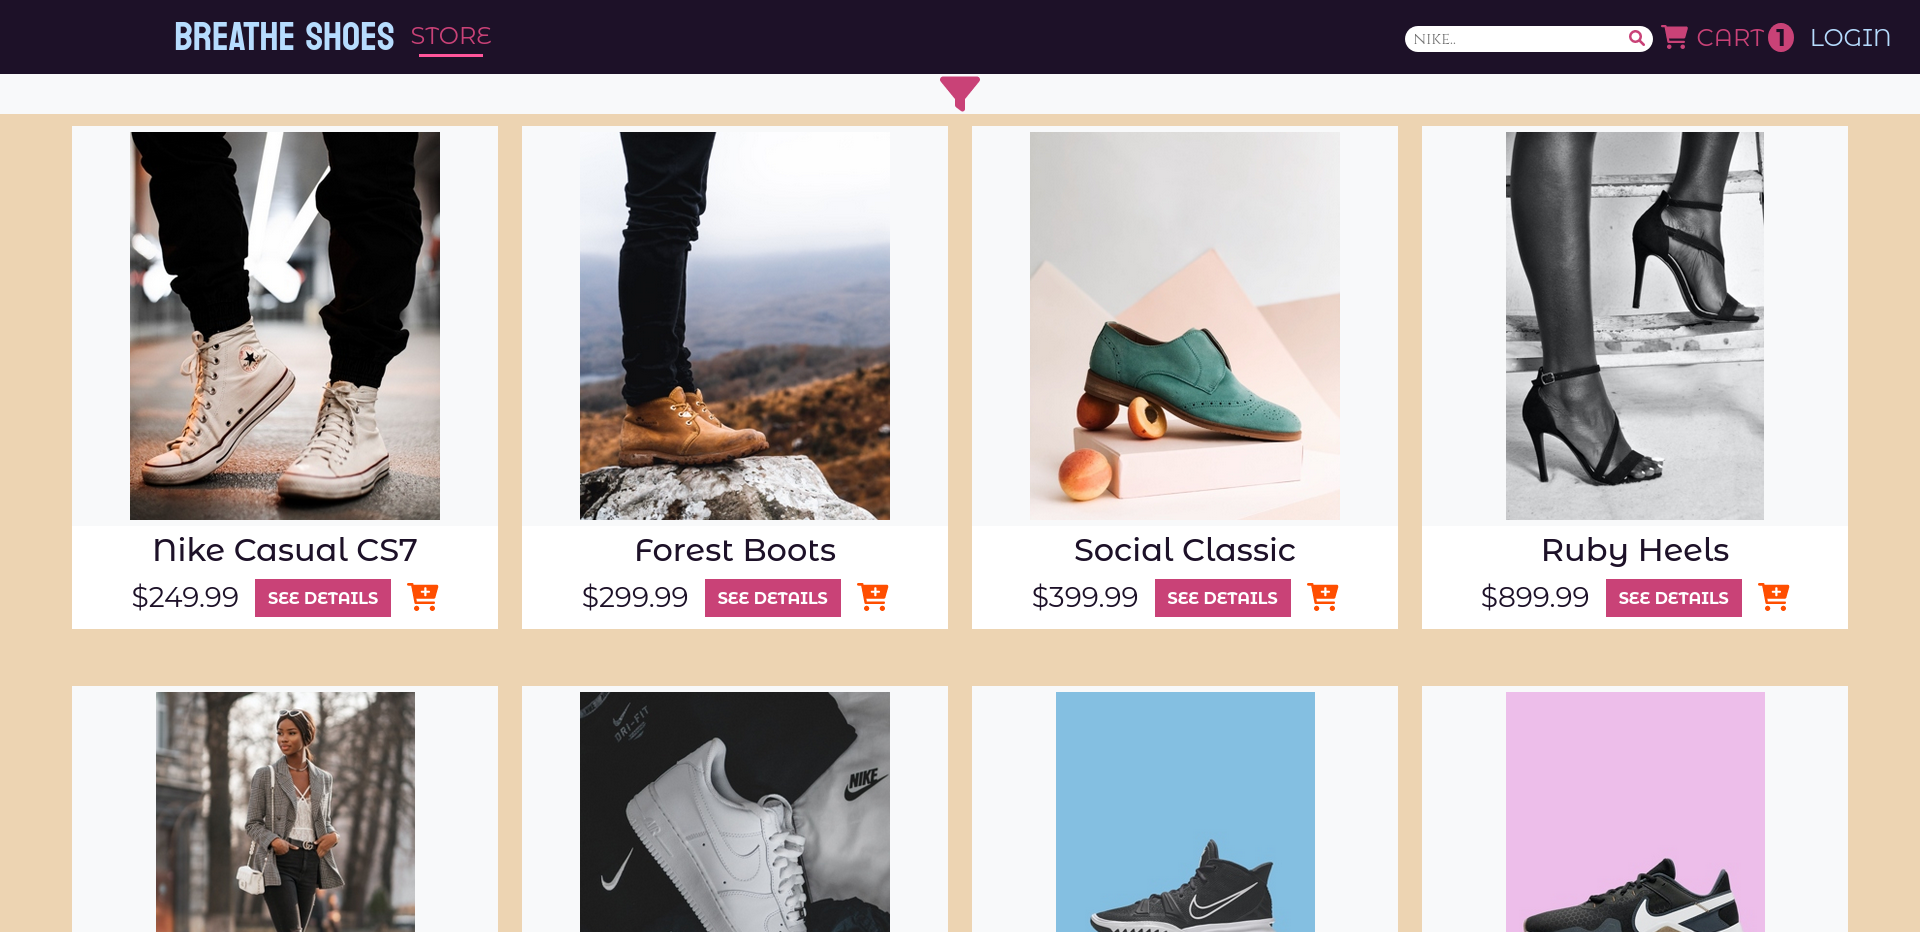 BREATHE SHOES STORE NIKE.. CART 1 LOGIN
Nike Casual CS7
$249.99 SEE DETAILS
Forest Boots
$299.99 SEE DETAILS
Social Classic
$399.99 SEE DETAILS
Ruby Heels
$899.99 SEE DETAILS
DRI-FIT
NIKE